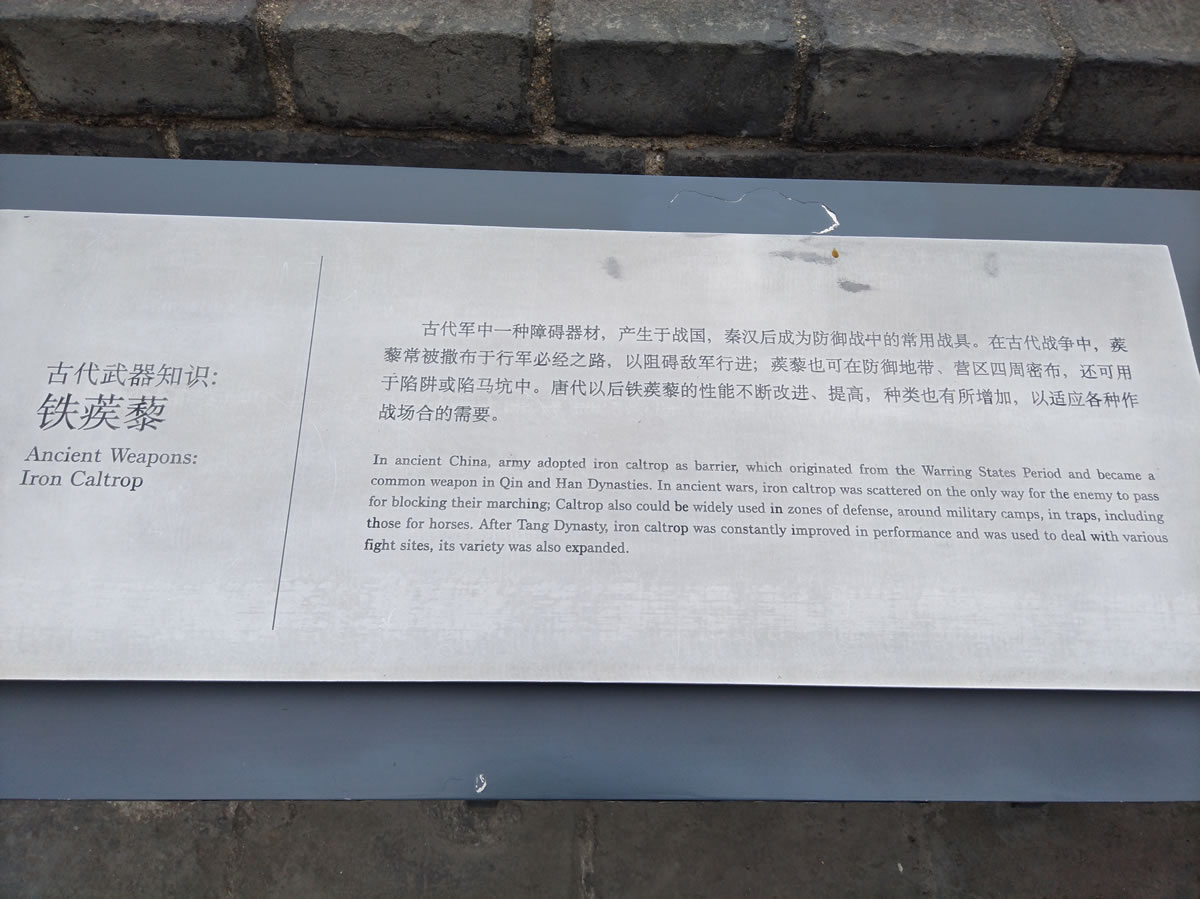 古代武器知识:
铁蒺藜
Ancient Weapons:
Iron Caltrop
古代军中一种障碍器材，产生于战国，秦汉后成为防御战中的常用战具。在古代战争中，蒺
藜常被撒布于行军必经之路，以阻碍敌军行进；蒺藜也可在防御地带、营区四周密布，还可用
于陷阱或陷马坑中。唐代以后铁蒺藜的性能不断改进、提高，种类也有所增加，以适应各种作
战场合的需要。
In ancient China, army adopted iron caltrop as barrier, which originated from the Warring States Period and became a
common weapon in Qin and Han Dynasties. In ancient wars, iron caltrop was scattered on the only way for the enemy to pass
for blocking their marching; Caltrop also could be widely used in zones of defense, around military camps, in traps, including
those for horses. After Tang Dynasty, iron caltrop was constantly improved in performance and was used to deal with various
fight sites, its variety was also expanded.